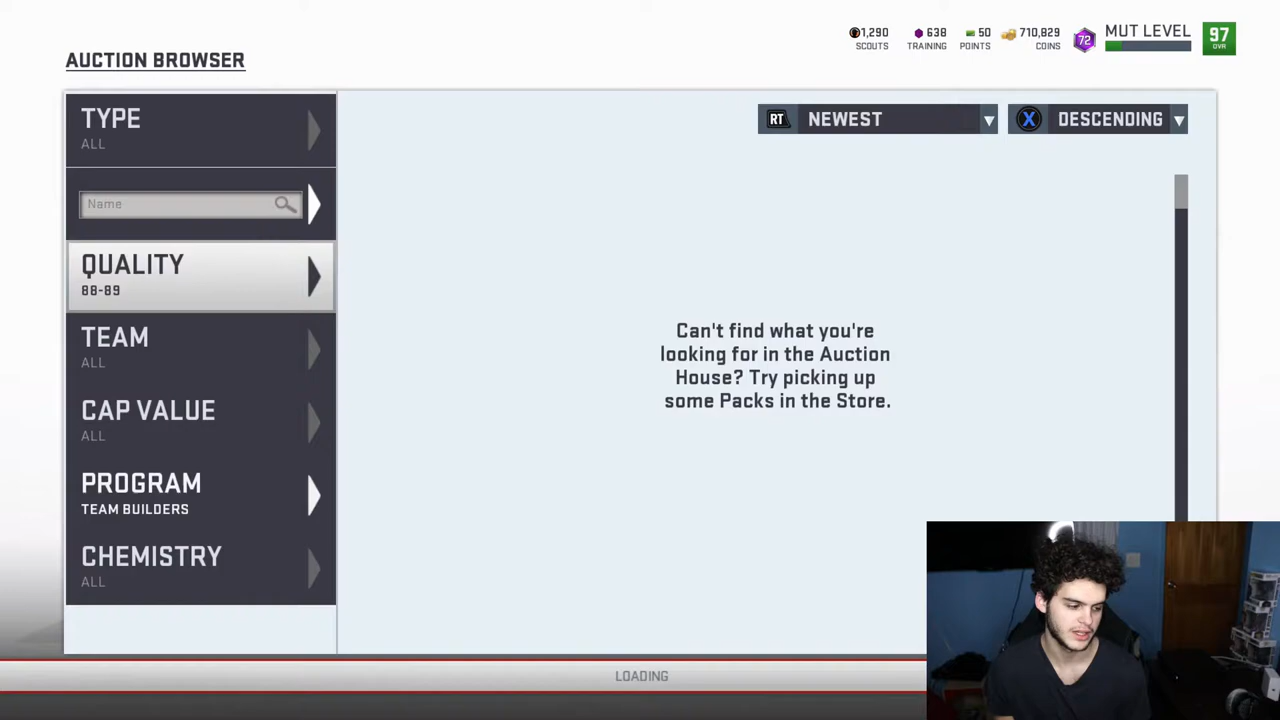 1,290 638 50 710,829 72 MUT LEVEL 97
SCOUTS TRAINING POINTS COINS OVR
AUCTION BROWSER
TYPE
ALL
RT NEWEST X DESCENDING
Name
QUALITY
88-89
TEAM
ALL
Can't find what you're
looking for in the Auction
House? Try picking up
some Packs in the Store.
CAP VALUE
ALL
PROGRAM
TEAM BUILDERS
CHEMISTRY
ALL
LOADING